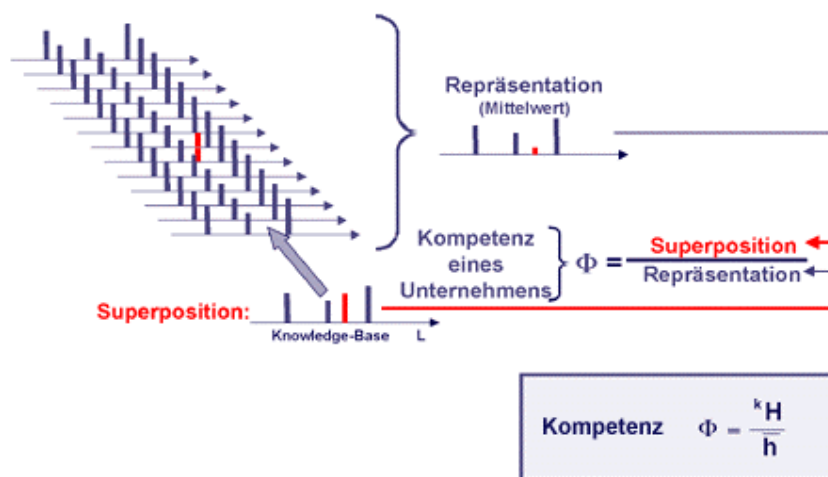 Repräsentation
(Mittelwert)
Kompetenz
eines
Unternehmens
Φ =
Superposition
Repräsentation
Superposition:
Knowledge-Base L
Kompetenz Φ = ᵏH / h̅